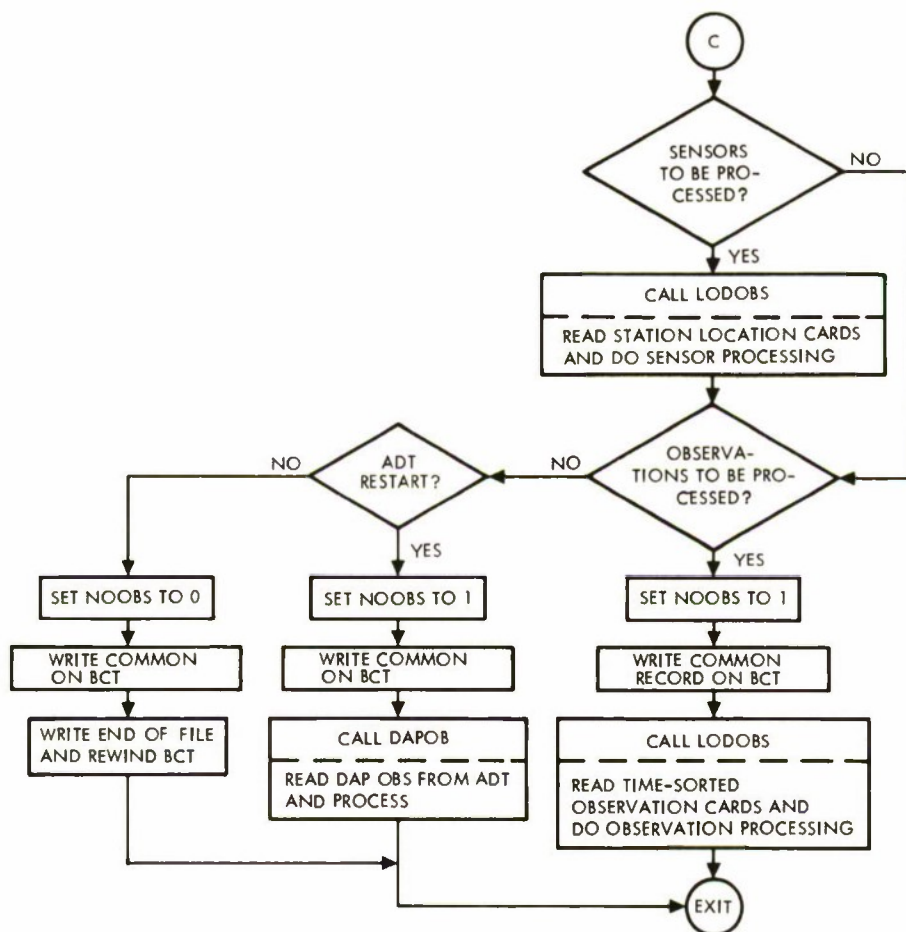 C
SENSORS
TO BE PRO-
CESSED?
NO
YES
CALL LODOBS
READ STATION LOCATION CARDS
AND DO SENSOR PROCESSING
OBSERVA-
TIONS TO BE PRO-
CESSED?
NO
ADT
RESTART?
NO
YES
YES
SET NOOBS TO 0
SET NOOBS TO 1
SET NOOBS TO 1
WRITE COMMON
ON BCT
WRITE COMMON
ON BCT
WRITE COMMON
RECORD ON BCT
WRITE END OF FILE
AND REWIND BCT
CALL DAPOB
READ DAP OBS FROM ADT
AND PROCESS
CALL LODOBS
READ TIME-SORTED
OBSERVATION CARDS AND
DO OBSERVATION PROCESSING
EXIT